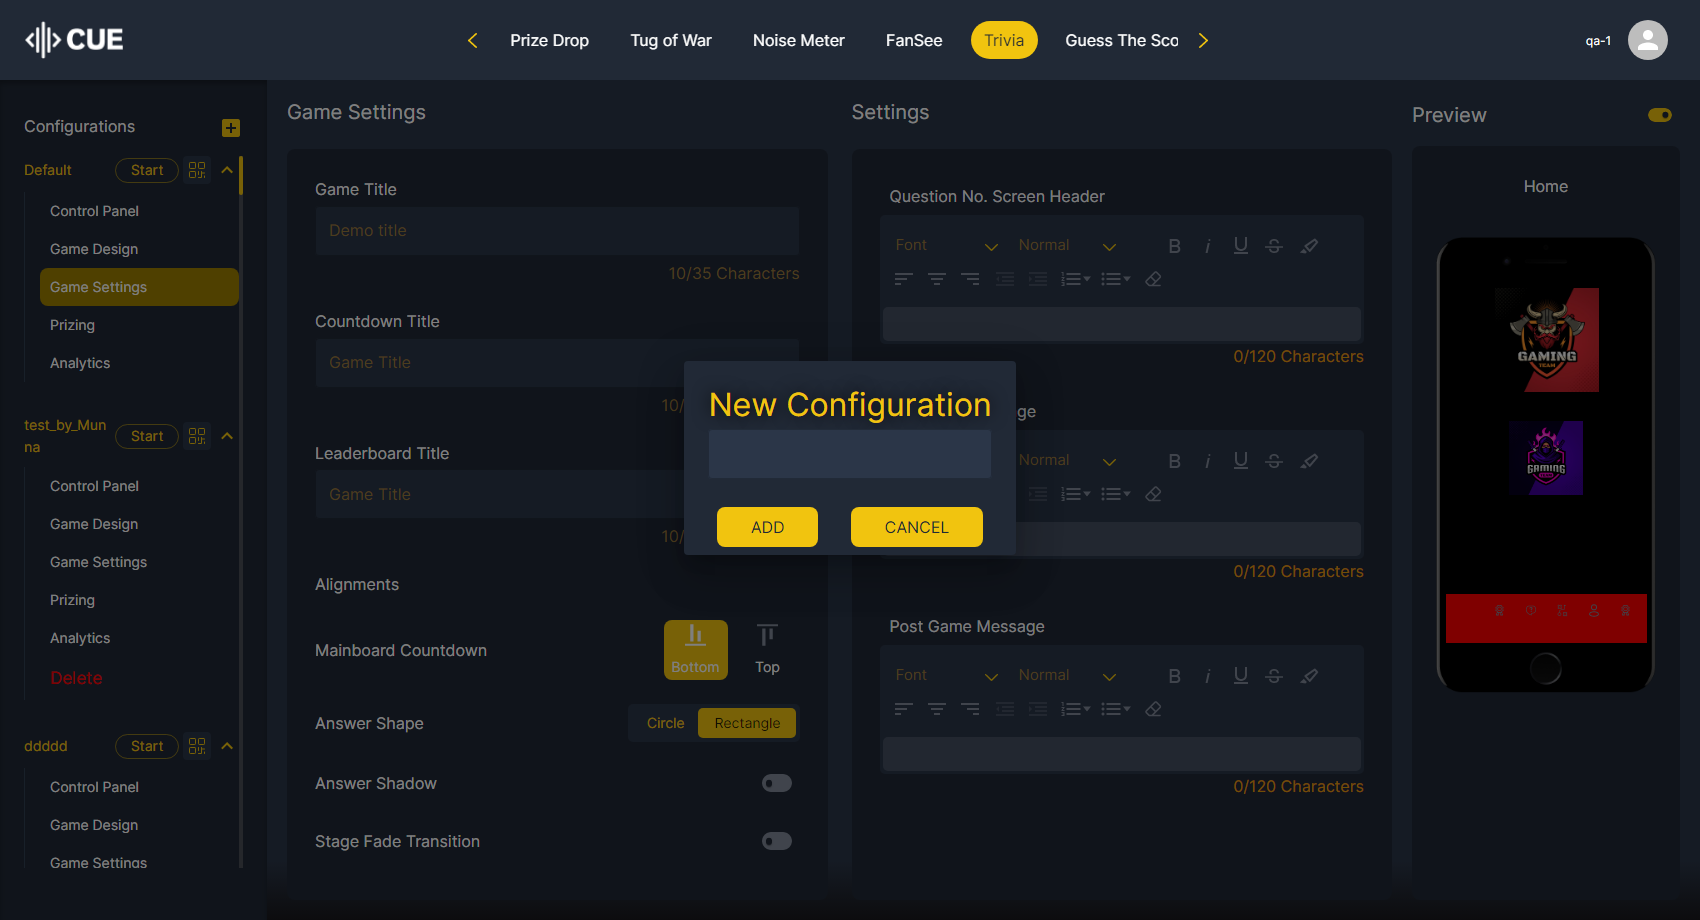 CUE
Prize Drop
Tug of War
Noise Meter
FanSee
Trivia
Guess The Sco
qa-1
Configurations
Default
Start
Control Panel
Game Design
Game Settings
Prizing
Analytics
test_by_Mun
na
Start
Control Panel
Game Design
Game Settings
Prizing
Analytics
Delete
ddddd
Start
Control Panel
Game Design
Game Settings
Game Settings
Game Title
Demo title
10/35 Characters
Countdown Title
Game Title
10/
Leaderboard Title
Game Title
10/
Alignments
Mainboard Countdown
Bottom
Top
Answer Shape
Circle
Rectangle
Answer Shadow
Stage Fade Transition
New Configuration
ADD
CANCEL
Settings
Question No. Screen Header
Font
Normal
0/120 Characters
ge
Normal
0/120 Characters
Post Game Message
Font
Normal
0/120 Characters
Preview
Home
GAMING
TEAM
GAMING